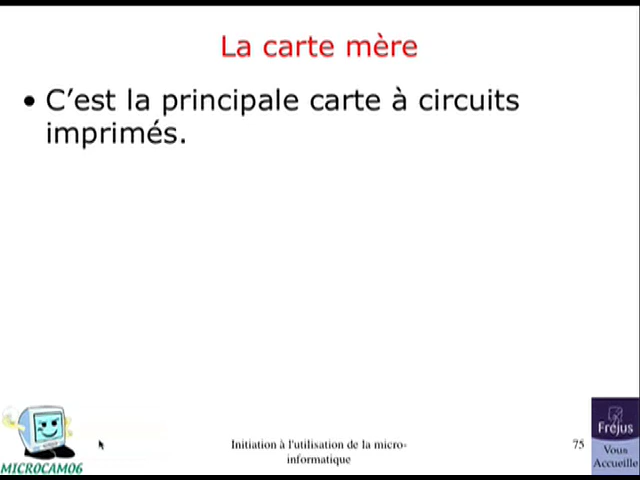 La carte mère
• C’est la principale carte à circuits
imprimés.
Initiation à l'utilisation de la micro-
informatique
75
MICROCAM06
Fréjus
Vous
Accueille